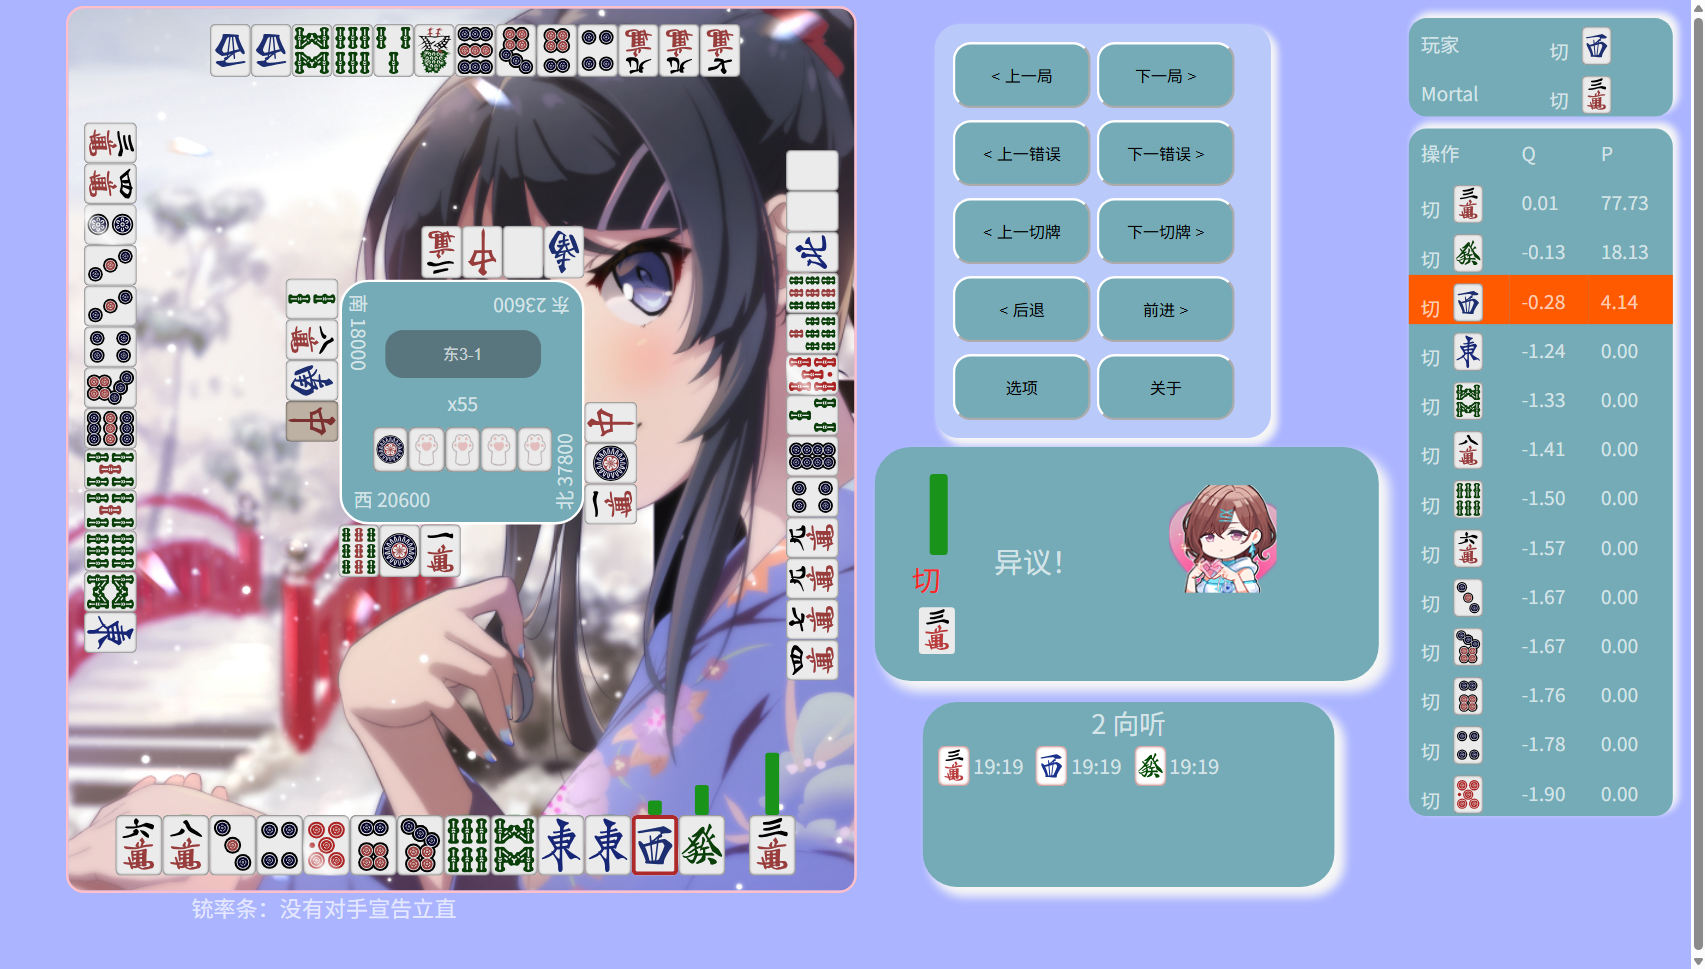 南 18000
东 23600
东3-1
x55
西 20600
北 37800
铳率条：没有对手宣告立直
< 上一局
下一局 >
< 上一错误
下一错误 >
< 上一切牌
下一切牌 >
< 后退
前进 >
选项
关于
切
异议！
2 向听
19:19 19:19 19:19
玩家 切
Mortal 切
操作 Q P
切 0.01 77.73
切 -0.13 18.13
切 -0.28 4.14
切 -1.24 0.00
切 -1.33 0.00
切 -1.41 0.00
切 -1.50 0.00
切 -1.57 0.00
切 -1.67 0.00
切 -1.67 0.00
切 -1.76 0.00
切 -1.78 0.00
切 -1.90 0.00